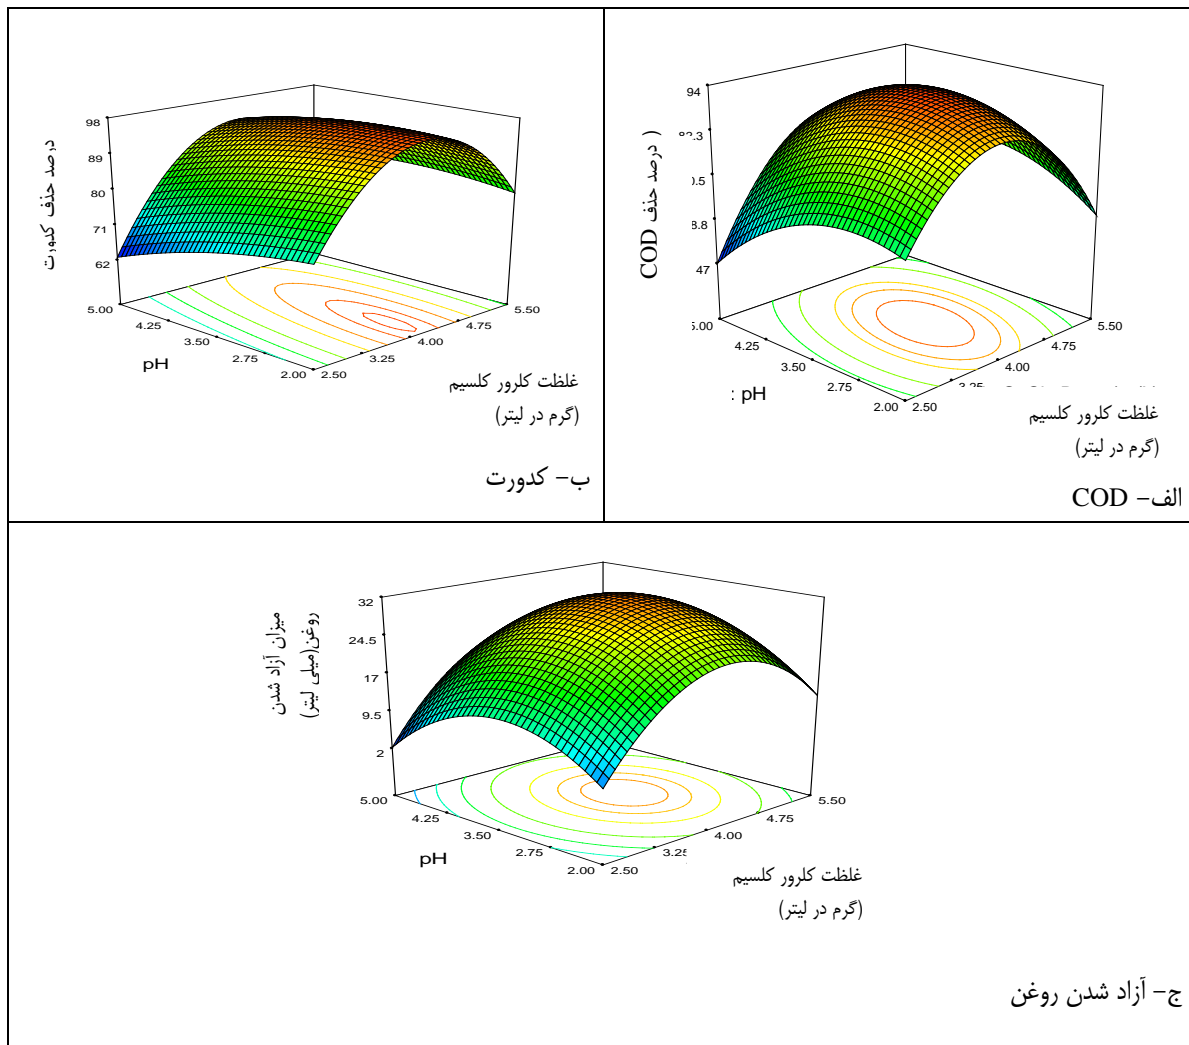 98
89
80
71
62
درصد حذف کدورت
5.00
4.25
3.50
2.75
2.00
pH
2.50
3.25
4.00
4.75
5.50
غلظت کلرور کلسیم
(گرم در لیتر)
ب- کدورت
94
47
درصد حذف COD )
4.25
3.50
2.75
2.00
: pH
2.50
4.00
4.75
5.50
غلظت کلرور کلسیم
(گرم در لیتر)
الف- COD
32
24.5
17
9.5
2
میزان آزاد شدن
روغن(میلی لیتر)
5.00
4.25
3.50
2.75
2.00
pH
2.50
3.25
4.00
4.75
5.50
غلظت کلرور کلسیم
(گرم در لیتر)
ج- آزاد شدن روغن